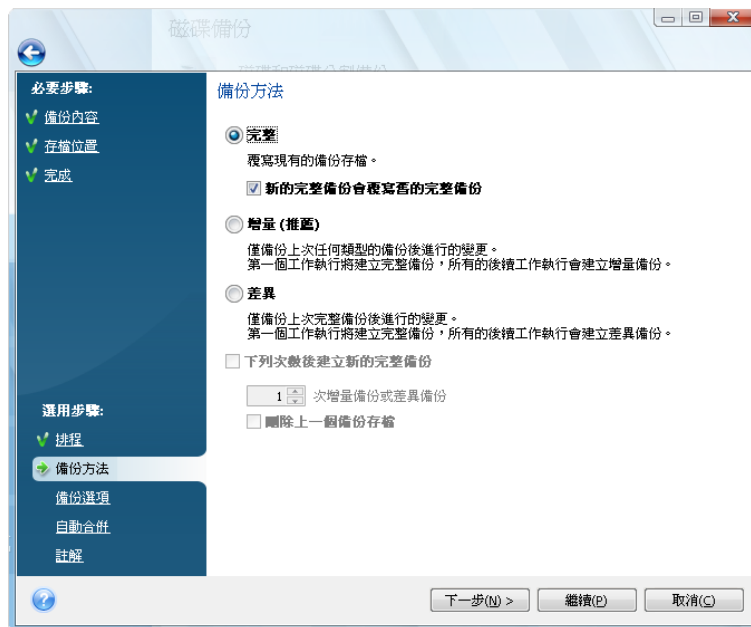 磁碟備份
磁碟和磁碟分割備份
必要步驟:
備份內容
存檔位置
完成
選用步驟:
排程
備份方法
備份選項
自動合併
註解
備份方法
完整
覆寫現有的備份存檔。
新的完整備份會覆寫舊的完整備份
增量 (推薦)
僅備份上次任何類型的備份後進行的變更。
第一個工作執行將建立完整備份，所有的後續工作執行會建立增量備份。
差異
僅備份上次完整備份後進行的變更。
第一個工作執行將建立完整備份，所有的後續工作執行會建立差異備份。
下列次數後建立新的完整備份
1 次增量備份或差異備份
刪除上一個備份存檔
下一步(N) >
繼續(P)
取消(C)